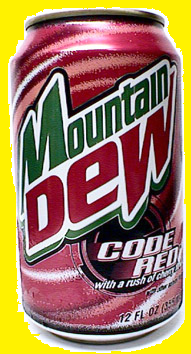 Mountain
DEW
CODE
RED
with a rush of cherry
12 FL OZ